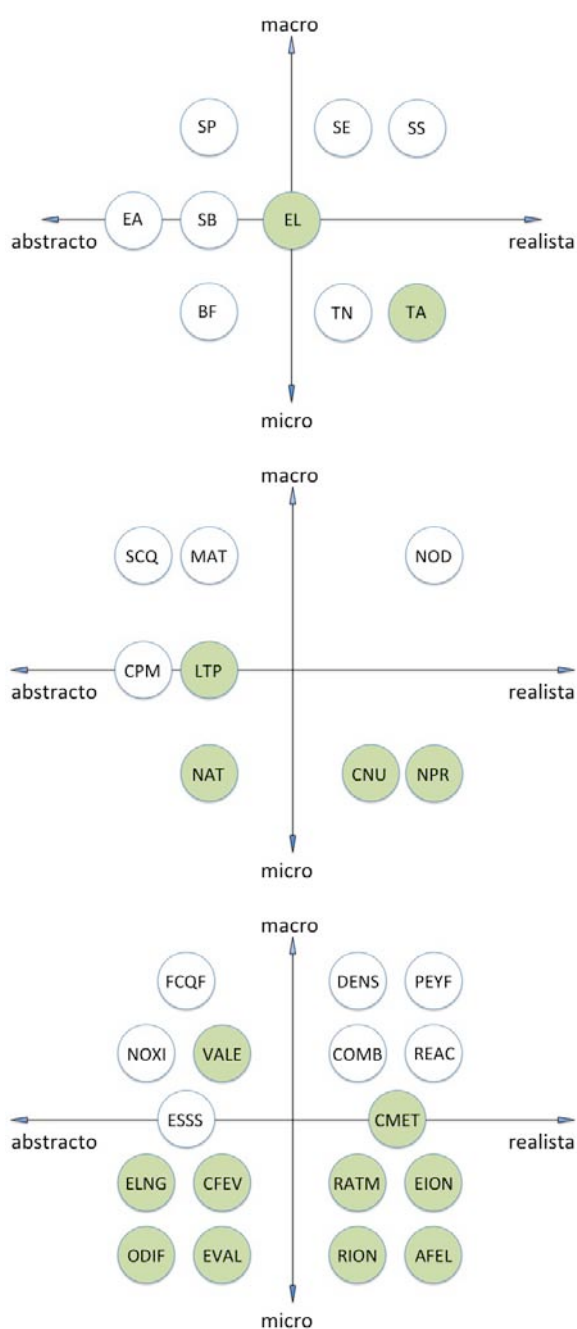 macro
SP SE SS
EA SB EL
abstracto realista
BF TN TA
micro
macro
SCQ MAT NOD
CPM LTP
abstracto realista
NAT CNU NPR
micro
macro
FCQF DENS PEYF
NOXI VALE COMB REAC
ESSS CMET
abstracto realista
ELNG CFEV RATM EION
ODIF EVAL RION AFEL
micro